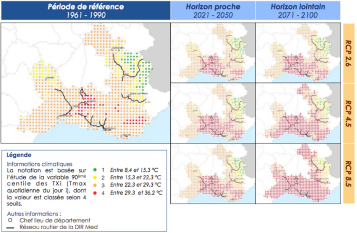 Période de référence
1961 - 1990
Horizon proche
2021 - 2050
Horizon lointain
2071 - 2100
RCP 2.6
RCP 4.5
RCP 8.5
Légende
Informations climatiques
La notation est basée sur
l'étude de la variable 90ème
centile des TXI (Tmax
quotidienne du jour I), dont
la valeur est classée selon 4
seuils.
1 Entre 8.4 et 15.3 °C
2 Entre 15.3 et 22.3 °C
3 Entre 22.3 et 29.3 °C
4 Entre 29.3 et 36.2 °C
Autres informations :
Chef lieu de département
Réseau routier de la DIR Med